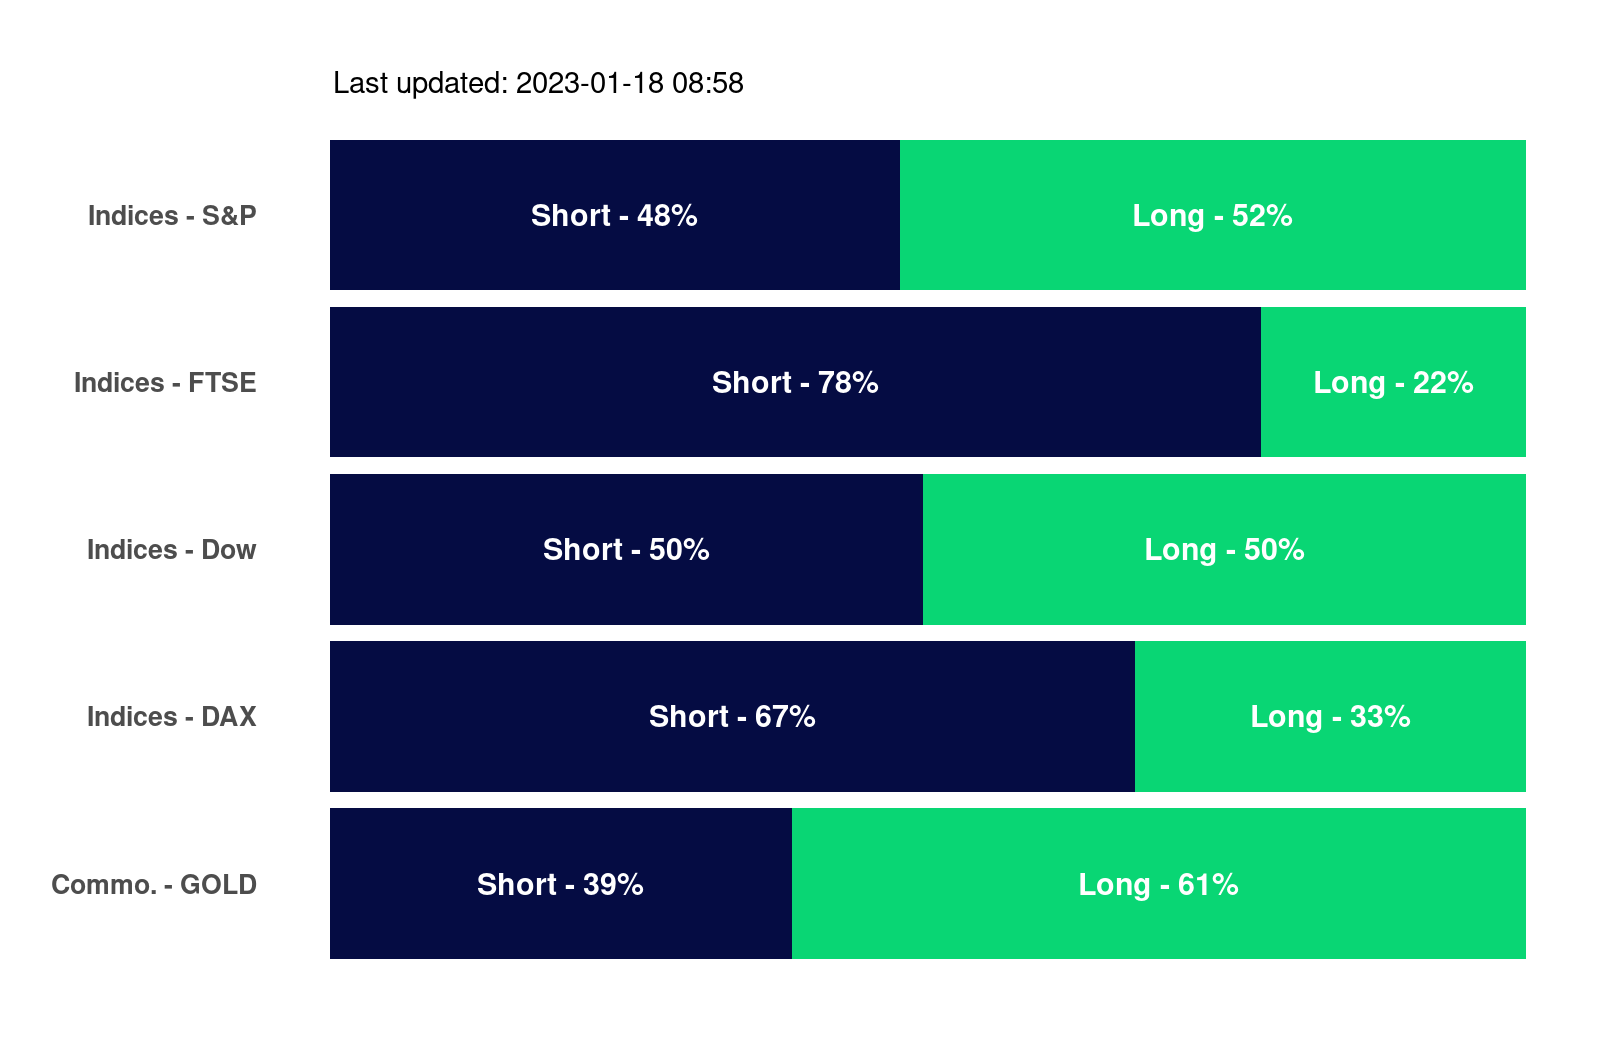 Last updated: 2023-01-18 08:58
Indices - S&P Short - 48% Long - 52%
Indices - FTSE Short - 78% Long - 22%
Indices - Dow Short - 50% Long - 50%
Indices - DAX Short - 67% Long - 33%
Commo. - GOLD Short - 39% Long - 61%